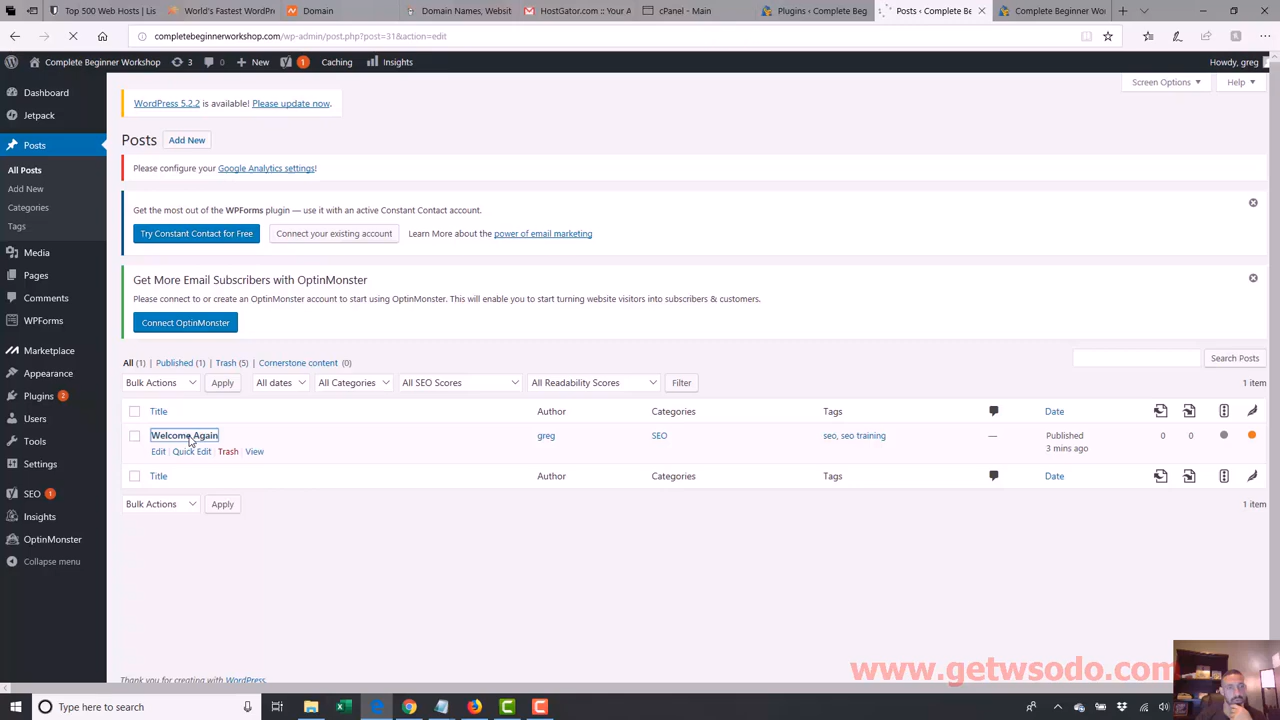 Top 500 Web Hosts | Lis
World's Fastest WordPre
Domain
Domain Names, Websit
HostGator.com :: Your A
cPanel - Main
Plugins ‹ Complete Beg
Posts ‹ Complete Be
Complete Beginner Wor
completebeginnerworkshop.com/wp-admin/post.php?post=31&action=edit
Complete Beginner Workshop
3
0
+ New
1
Caching
Insights
Howdy, greg
Dashboard
Jetpack
Posts
All Posts
Add New
Categories
Tags
Media
Pages
Comments
WPForms
Marketplace
Appearance
Plugins 2
Users
Tools
Settings
SEO 1
Insights
OptinMonster
Collapse menu
Screen Options
Help
WordPress 5.2.2 is available! Please update now.
Posts
Add New
Please configure your Google Analytics settings!
Get the most out of the WPForms plugin — use it with an active Constant Contact account.
Try Constant Contact for Free
Connect your existing account
Learn More about the power of email marketing
Get More Email Subscribers with OptinMonster
Please connect to or create an OptinMonster account to start using OptinMonster. This will enable you to start turning website visitors into subscribers & customers.
Connect OptinMonster
All (1) | Published (1) | Trash (5) | Cornerstone content (0)
Search Posts
Bulk Actions
Apply
All dates
All Categories
All SEO Scores
All Readability Scores
Filter
1 item
Title
Author
Categories
Tags
Date
Welcome Again
greg
SEO
seo, seo training
—
Published
3 mins ago
0
0
Edit | Quick Edit | Trash | View
Title
Author
Categories
Tags
Date
Bulk Actions
Apply
1 item
Thank you for creating with WordPress.
www.getwsodo.com
Type here to search